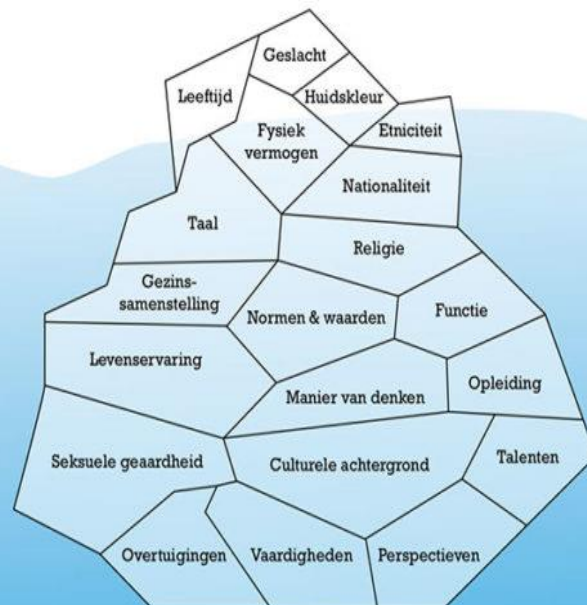 Geslacht
Leeftijd
Huidskleur
Fysiek
vermogen
Etniciteit
Nationaliteit
Taal
Religie
Gezins-
samenstelling
Normen & waarden
Functie
Levenservaring
Manier van denken
Opleiding
Seksuele geaardheid
Culturele achtergrond
Talenten
Overtuigingen
Vaardigheden
Perspectieven